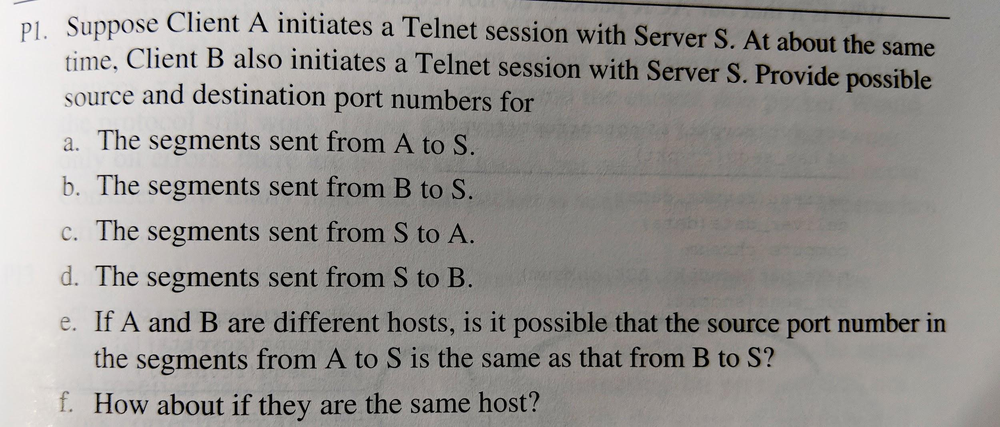 P1. Suppose Client A initiates a Telnet session with Server S. At about the same
time, Client B also initiates a Telnet session with Server S. Provide possible
source and destination port numbers for
a. The segments sent from A to S.
b. The segments sent from B to S.
c. The segments sent from S to A.
d. The segments sent from S to B.
e. If A and B are different hosts, is it possible that the source port number in
the segments from A to S is the same as that from B to S?
f. How about if they are the same host?